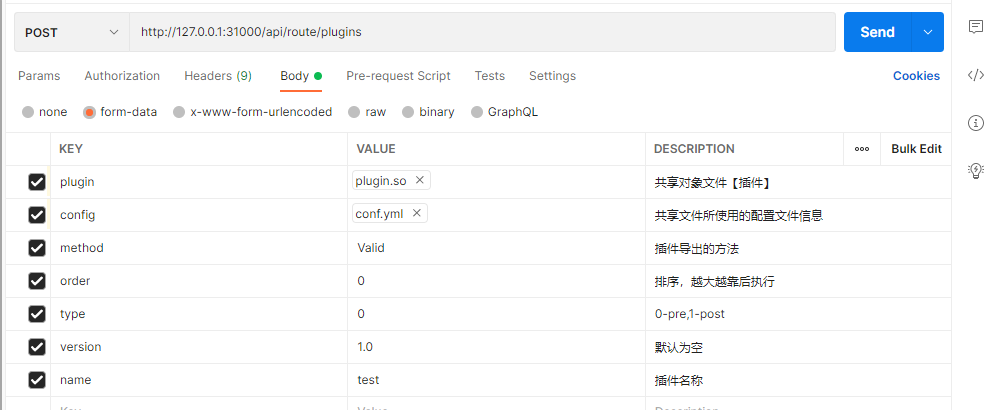 POST http://127.0.0.1:31000/api/route/plugins Send
Params Authorization Headers (9) Body Pre-request Script Tests Settings Cookies
none form-data x-www-form-urlencoded raw binary GraphQL
KEY VALUE DESCRIPTION ooo Bulk Edit
plugin plugin.so × 共享对象文件【插件】
config conf.yml × 共享文件所使用的配置文件信息
method Valid 插件导出的方法
order 0 排序，越大越靠后执行
type 0 0-pre,1-post
version 1.0 默认为空
name test 插件名称
Key Value Description